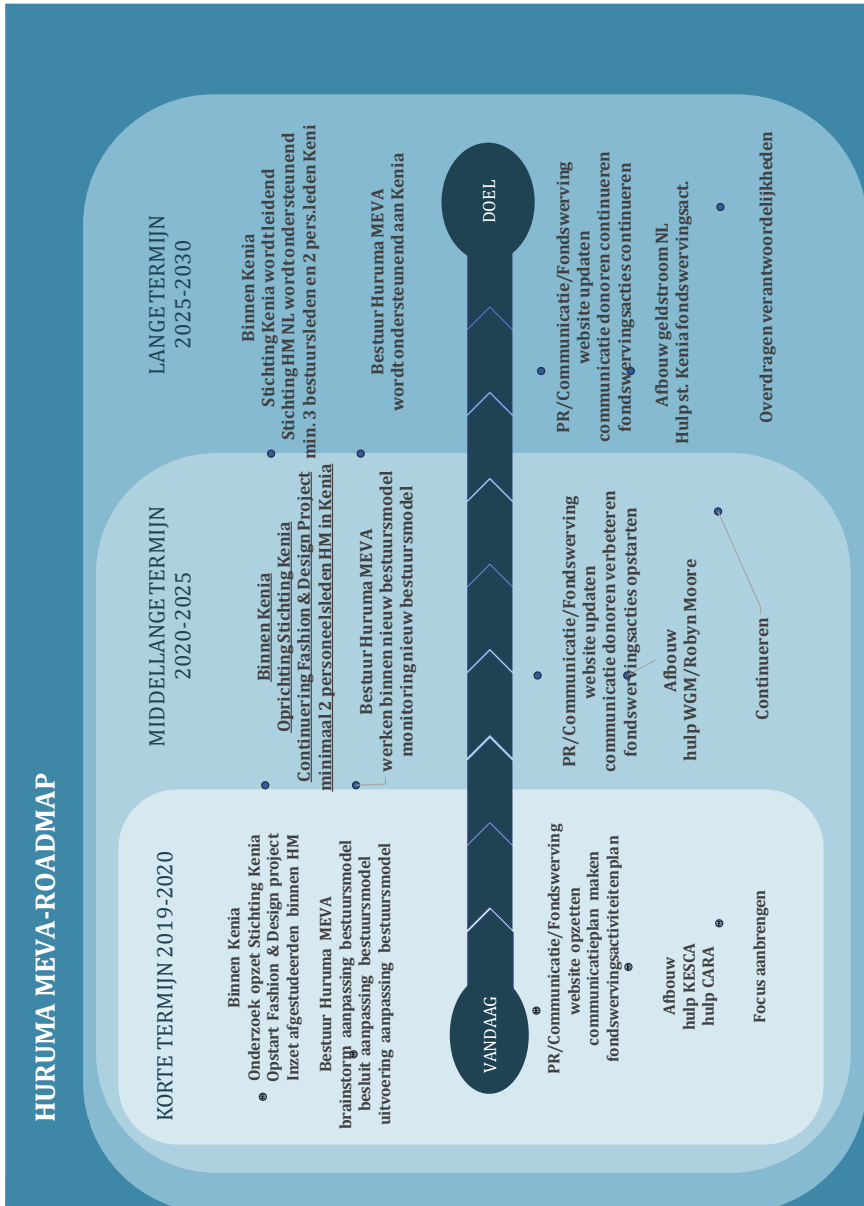 HURUMA MEVA-ROADMAP
KORTE TERMIJN 2019-2020
Binnen Kenia
Onderzoek opzet Stichting Kenia
Opstart Fashion & Design project
Inzet afgestudeerden binnen HM
Bestuur Huruma MEVA
brainstorm aanpassing bestuursmodel
besluit aanpassing bestuursmodel
uitvoering aanpassing bestuursmodel
VANDAAG
PR/Communicatie/Fondswerving
website opzetten
communicatieplan maken
fondswervingsactiviteitenplan
Afbouw
hulp KESCA
hulp CARA
Focus aanbrengen
MIDDELLANGE TERMIJN
2020-2025
Binnen Kenia
Oprichting Stichting Kenia
Continuering Fashion & Design Project
minimaal 2 personeelsleden HM in Kenia
Bestuur Huruma MEVA
werken binnen nieuw bestuursmodel
monitoring nieuw bestuursmodel
PR/Communicatie/Fondswerving
website updaten
communicatie donoren verbeteren
fondswervingsacties opstarten
Afbouw
hulp WGM/Robyn Moore
Continueren
LANGE TERMIJN
2025-2030
Binnen Kenia
Stichting Kenia wordt leidend
Stichting HM NL wordt ondersteunend
min. 3 bestuursleden en 2 pers.leden Keni
Bestuur Huruma MEVA
wordt ondersteunend aan Kenia
DOEL
PR/Communicatie/Fondswerving
website updaten
communicatie donoren continueren
fondswervingsacties continueren
Afbouw geldstroom NL
Hulp st. Kenia fondswervingsact.
Overdragen verantwoordelijkheden